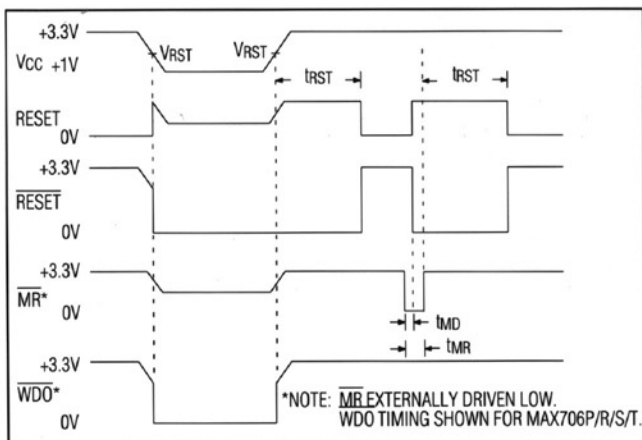 +3.3V
VCC +1V
VRST
VRST
tRST
tRST
RESET
0V
+3.3V
RESET
0V
+3.3V
MR*
0V
tMD
tMR
+3.3V
WDO*
0V
*NOTE: MR EXTERNALLY DRIVEN LOW.
WDO TIMING SHOWN FOR MAX706P/R/S/T.